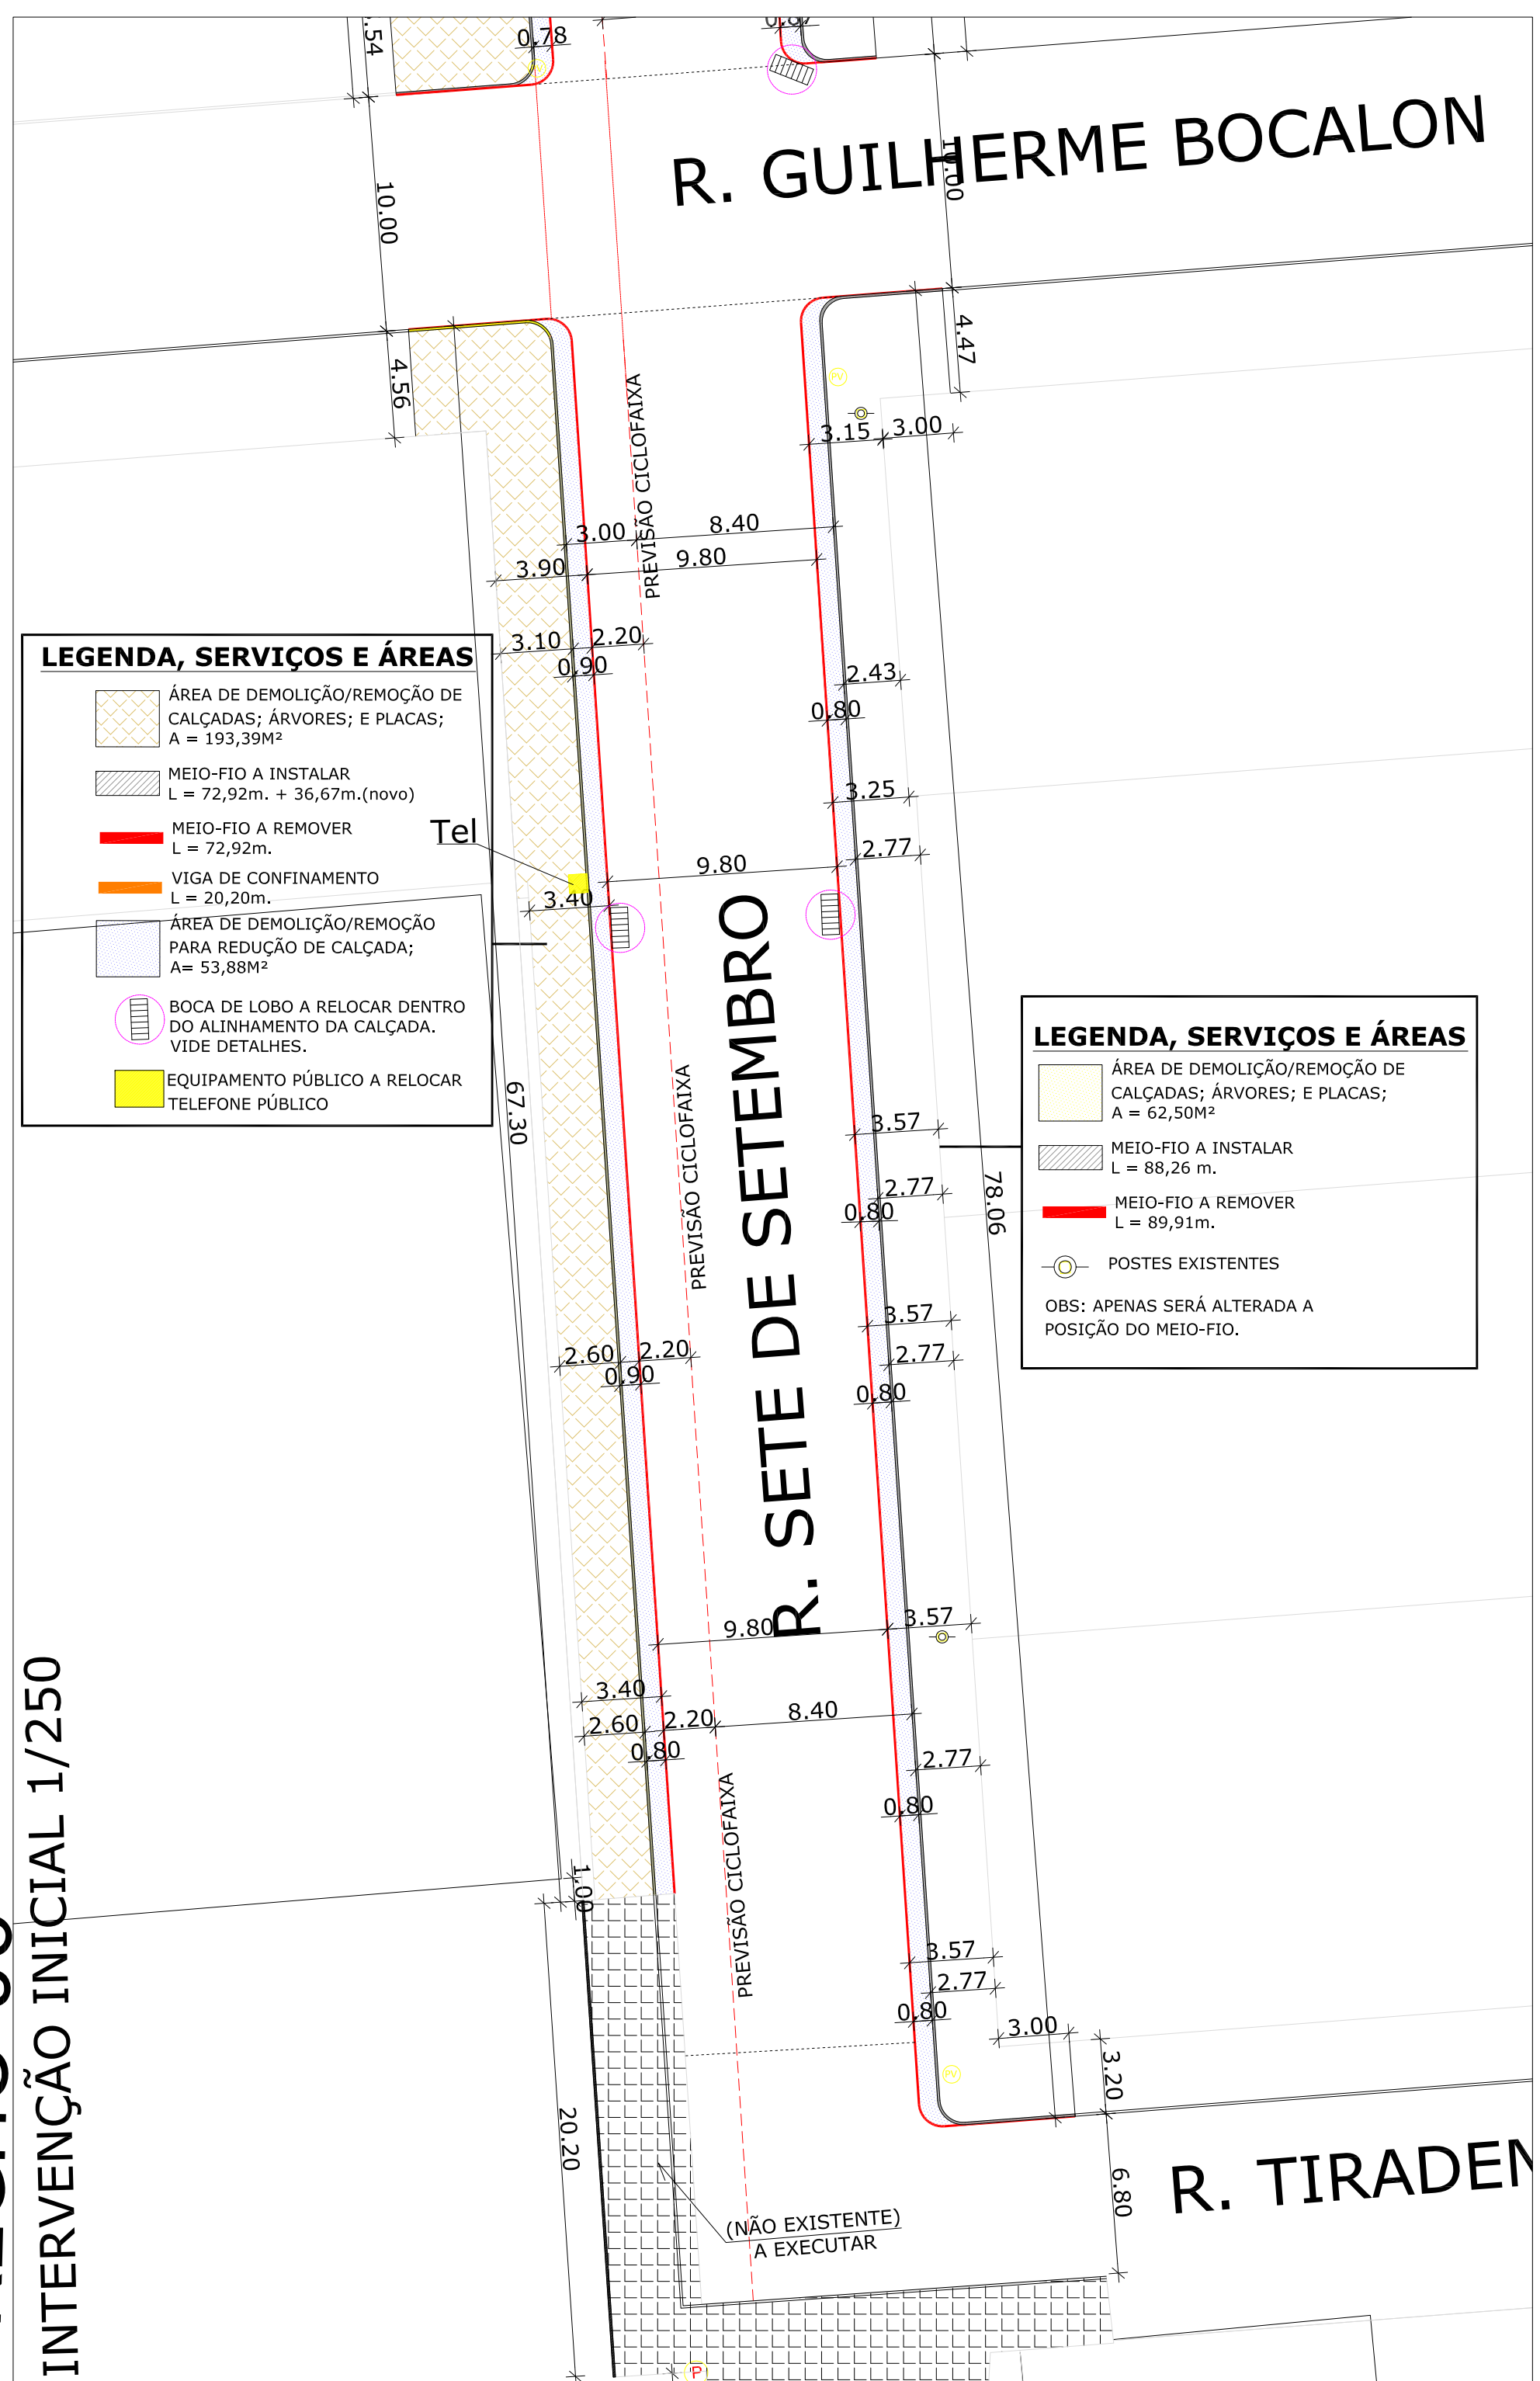 .54
0.78
0.87
R. GUILHERME BOCALON
10.00
10.00
4.56
4.47
3.15
3.00
PREVISÃO CICLOFAIXA
3.00
8.40
3.90
9.80
3.10
2.20
0.90
2.43
0.80
3.25
2.77
9.80
3.40
Tel
LEGENDA, SERVIÇOS E ÁREAS
ÁREA DE DEMOLIÇÃO/REMOÇÃO DE
CALÇADAS; ÁRVORES; E PLACAS;
A = 193,39M²
MEIO-FIO A INSTALAR
L = 72,92m. + 36,67m.(novo)
MEIO-FIO A REMOVER
L = 72,92m.
VIGA DE CONFINAMENTO
L = 20,20m.
ÁREA DE DEMOLIÇÃO/REMOÇÃO
PARA REDUÇÃO DE CALÇADA;
A= 53,88M²
BOCA DE LOBO A RELOCAR DENTRO
DO ALINHAMENTO DA CALÇADA.
VIDE DETALHES.
EQUIPAMENTO PÚBLICO A RELOCAR
TELEFONE PÚBLICO
67.30
PREVISÃO CICLOFAIXA
R. SETE DE SETEMBRO
3.57
2.77
0.80
78.06
LEGENDA, SERVIÇOS E ÁREAS
ÁREA DE DEMOLIÇÃO/REMOÇÃO DE
CALÇADAS; ÁRVORES; E PLACAS;
A = 62,50M²
MEIO-FIO A INSTALAR
L = 88,26 m.
MEIO-FIO A REMOVER
L = 89,91m.
POSTES EXISTENTES
OBS: APENAS SERÁ ALTERADA A
POSIÇÃO DO MEIO-FIO.
3.57
2.77
0.80
2.60
2.20
0.90
9.80
3.57
3.40
2.60
2.20
8.40
0.80
2.77
0.80
PREVISÃO CICLOFAIXA
1.00
3.57
2.77
0.80
3.00
3.20
20.20
6.80
R. TIRADEN
(NÃO EXISTENTE)
A EXECUTAR
P
INTERVENÇÃO INICIAL 1/250